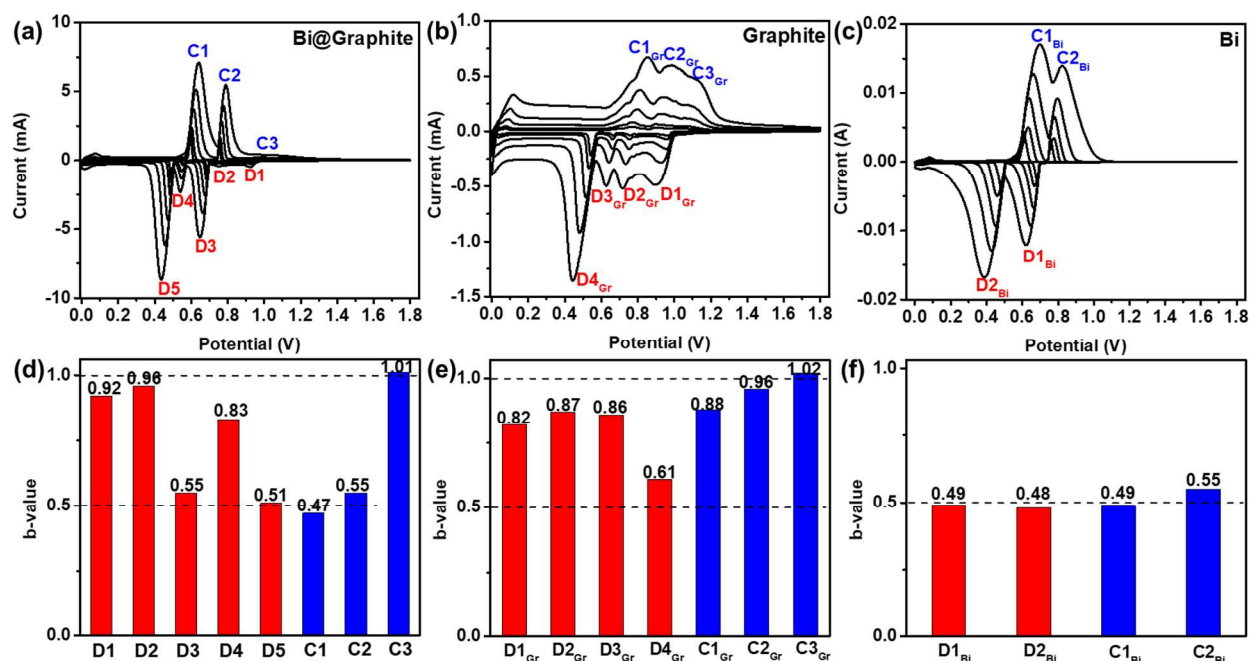 (a)
Bi@Graphite
C1
C2
C3
D1
D2
D3
D4
D5
Current (mA)
10
5
0
-5
-10
0.0 0.2 0.4 0.6 0.8 1.0 1.2 1.4 1.6 1.8
Potential (V)
(b)
Graphite
C1Gr
C2Gr
C3Gr
D3Gr
D2Gr
D1Gr
D4Gr
Current (mA)
1.0
0.5
0.0
-0.5
-1.0
-1.5
0.0 0.2 0.4 0.6 0.8 1.0 1.2 1.4 1.6 1.8
Potential (V)
(c)
Bi
C1Bi
C2Bi
D1Bi
D2Bi
Current (A)
0.02
0.01
0.00
-0.01
-0.02
0.0 0.2 0.4 0.6 0.8 1.0 1.2 1.4 1.6 1.8
Potential (V)
(d)
b-value
1.0
0.5
0.0
0.92 0.96 0.55 0.83 0.51 0.47 0.55 1.01
D1 D2 D3 D4 D5 C1 C2 C3
(e)
b-value
1.0
0.5
0.0
0.82 0.87 0.86 0.61 0.88 0.96 1.02
D1Gr D2Gr D3Gr D4Gr C1Gr C2Gr C3Gr
(f)
b-value
1.0
0.5
0.0
0.49 0.48 0.49 0.55
D1Bi D2Bi C1Bi C2Bi